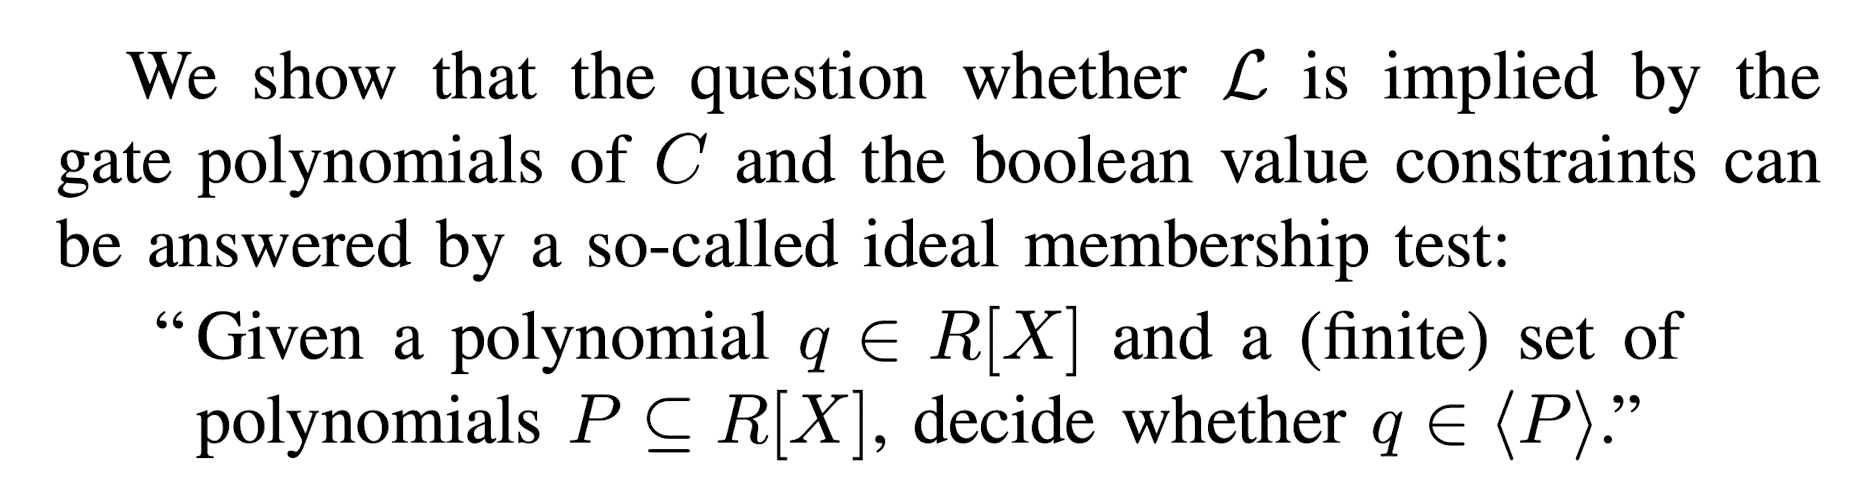 We show that the question whether ℒ is implied by the
gate polynomials of C and the boolean value constraints can
be answered by a so-called ideal membership test:
“Given a polynomial q ∈ R[X] and a (finite) set of
polynomials P ⊆ R[X], decide whether q ∈ ⟨P⟩.”